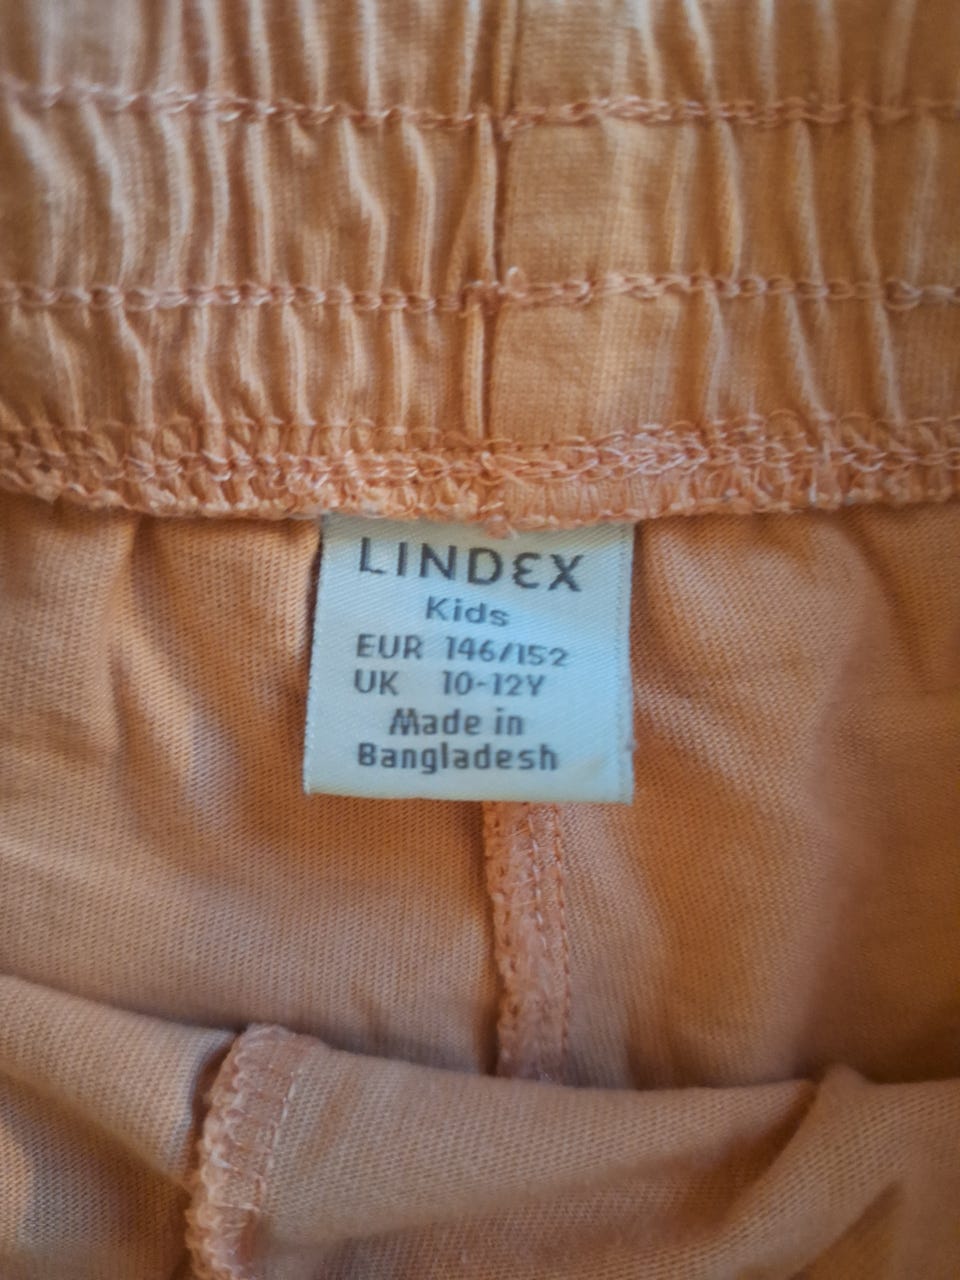 LINDEX
Kids
EUR 146/152
UK 10-12Y
Made in
Bangladesh